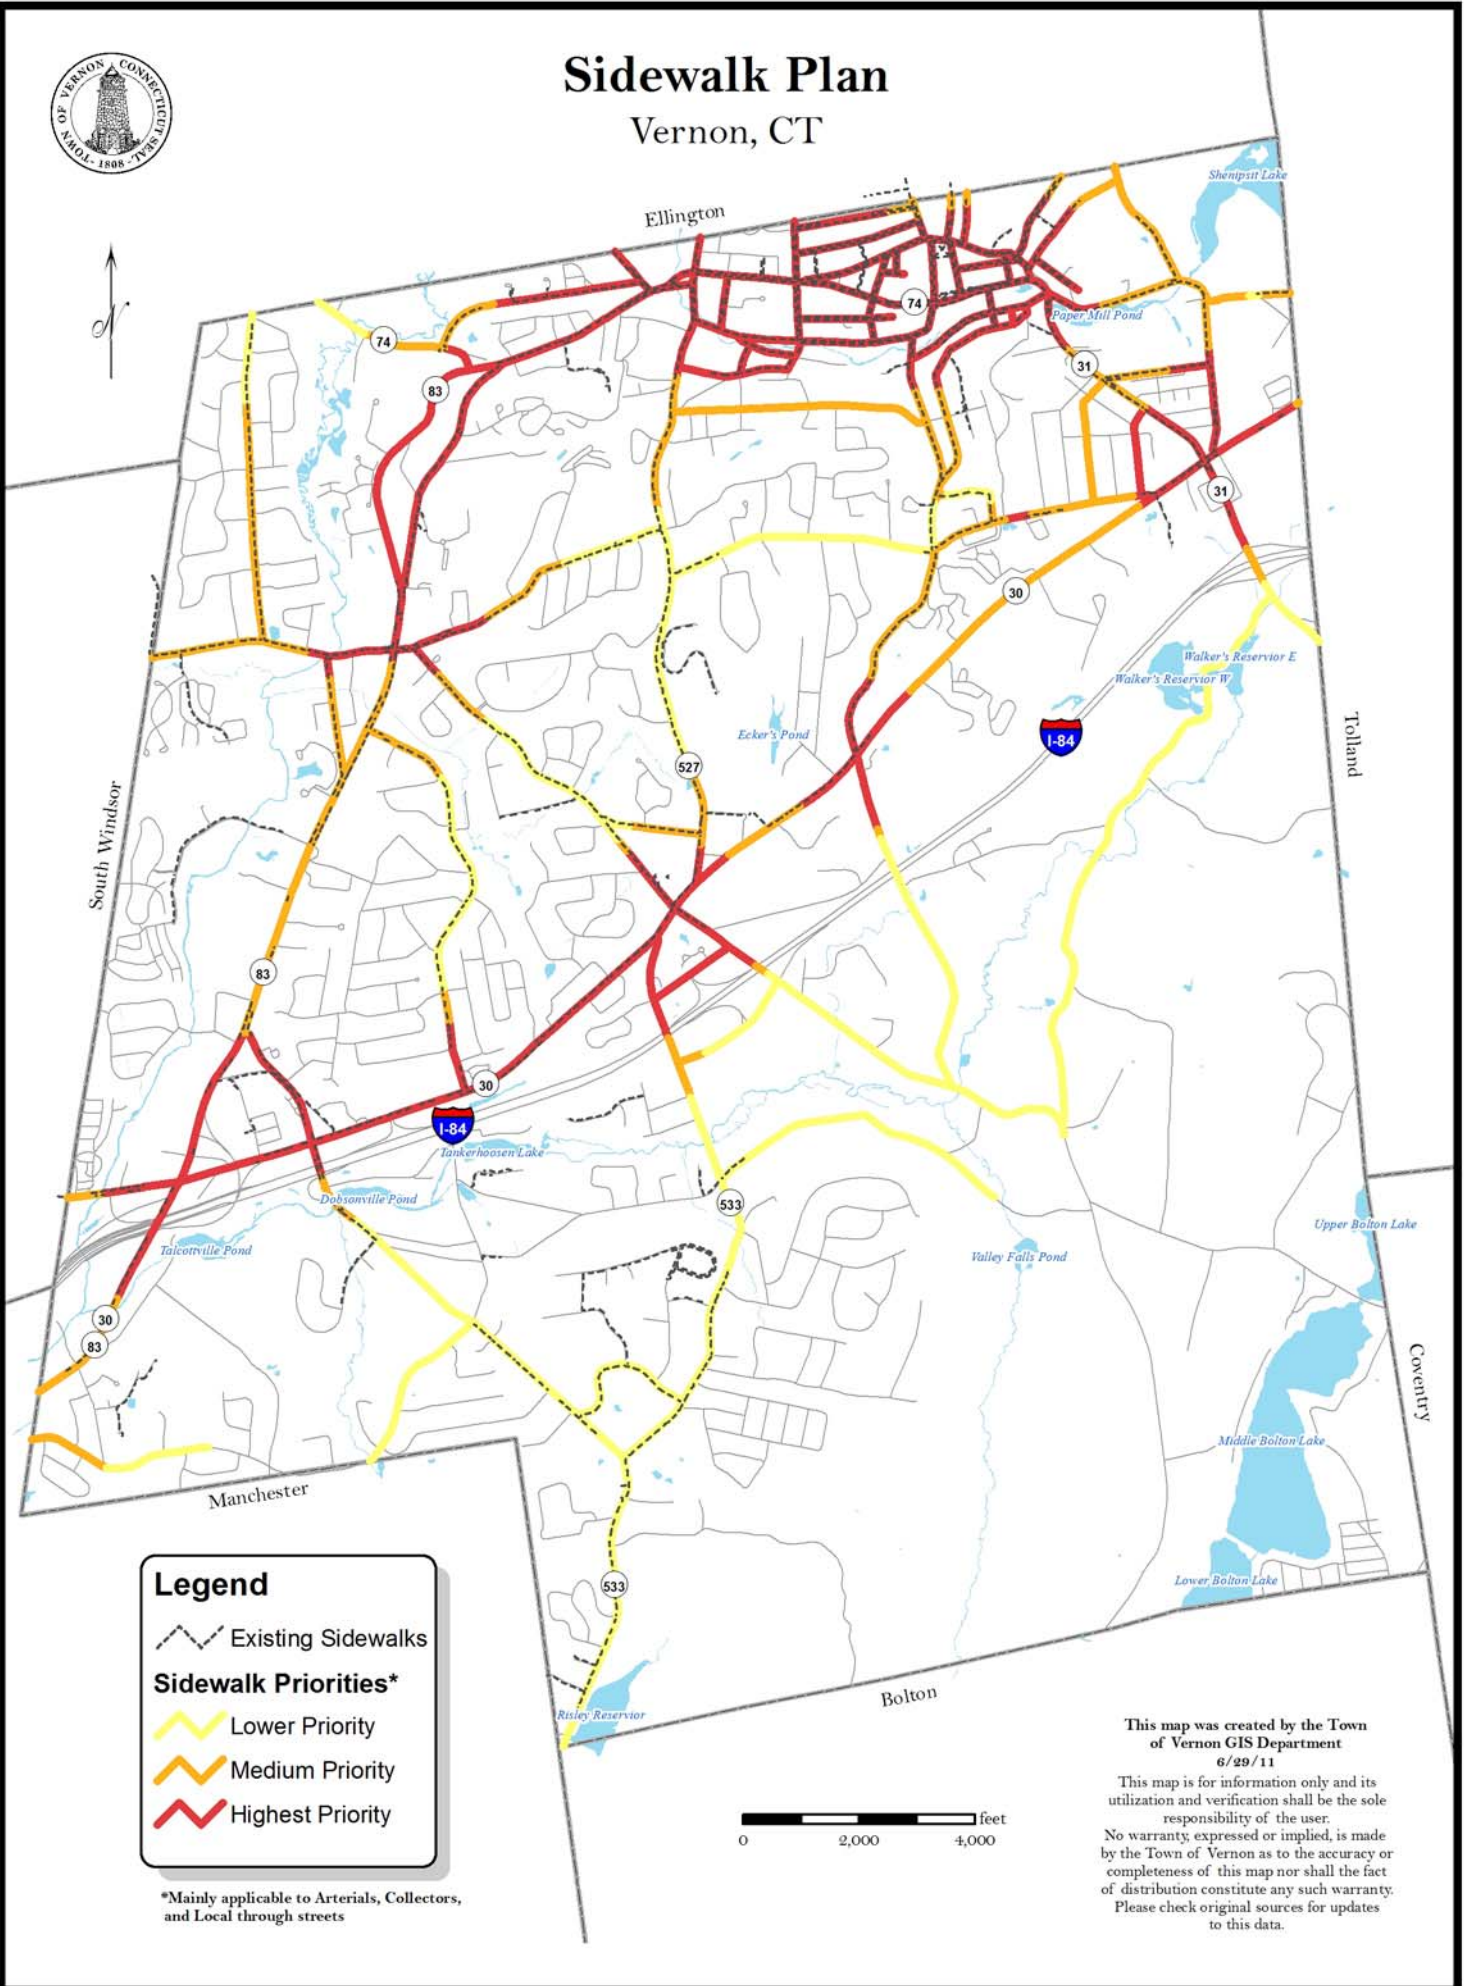 TOWN OF VERNON CONNECTICUT SEAL
- 1808 -
Sidewalk Plan
Vernon, CT
Ellington
Shenipsit Lake
N
74
Paper Mill Pond
74
31
83
31
30
Walker's Reservior E
Walker's Reservior W
Tolland
Ecker's Pond
I-84
527
South Windsor
83
30
I-84
Tankerhoosen Lake
Dobsonville Pond
533
Upper Bolton Lake
Talcottville Pond
Valley Falls Pond
30
83
Coventry
Middle Bolton Lake
Manchester
Lower Bolton Lake
533
Bolton
Risley Reservior
Legend
Existing Sidewalks
Sidewalk Priorities*
Lower Priority
Medium Priority
Highest Priority
*Mainly applicable to Arterials, Collectors,
and Local through streets
feet
0 2,000 4,000
This map was created by the Town
of Vernon GIS Department
6/29/11
This map is for information only and its
utilization and verification shall be the sole
responsibility of the user.
No warranty, expressed or implied, is made
by the Town of Vernon as to the accuracy or
completeness of this map nor shall the fact
of distribution constitute any such warranty.
Please check original sources for updates
to this data.